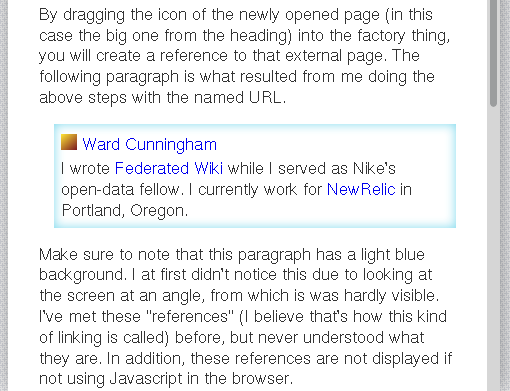 By dragging the icon of the newly opened page (in this
case the big one from the heading) into the factory thing,
you will create a reference to that external page. The
following paragraph is what resulted from me doing the
above steps with the named URL.
Ward Cunningham
I wrote Federated Wiki while I served as Nike's
open-data fellow. I currently work for NewRelic in
Portland, Oregon.
Make sure to note that this paragraph has a light blue
background. I at first didn't notice this due to looking at
the screen at an angle, from which is was hardly visible.
I've met these "references" (I believe that's how this kind
of linking is called) before, but never understood what
they are. In addition, these references are not displayed if
not using Javascript in the browser.